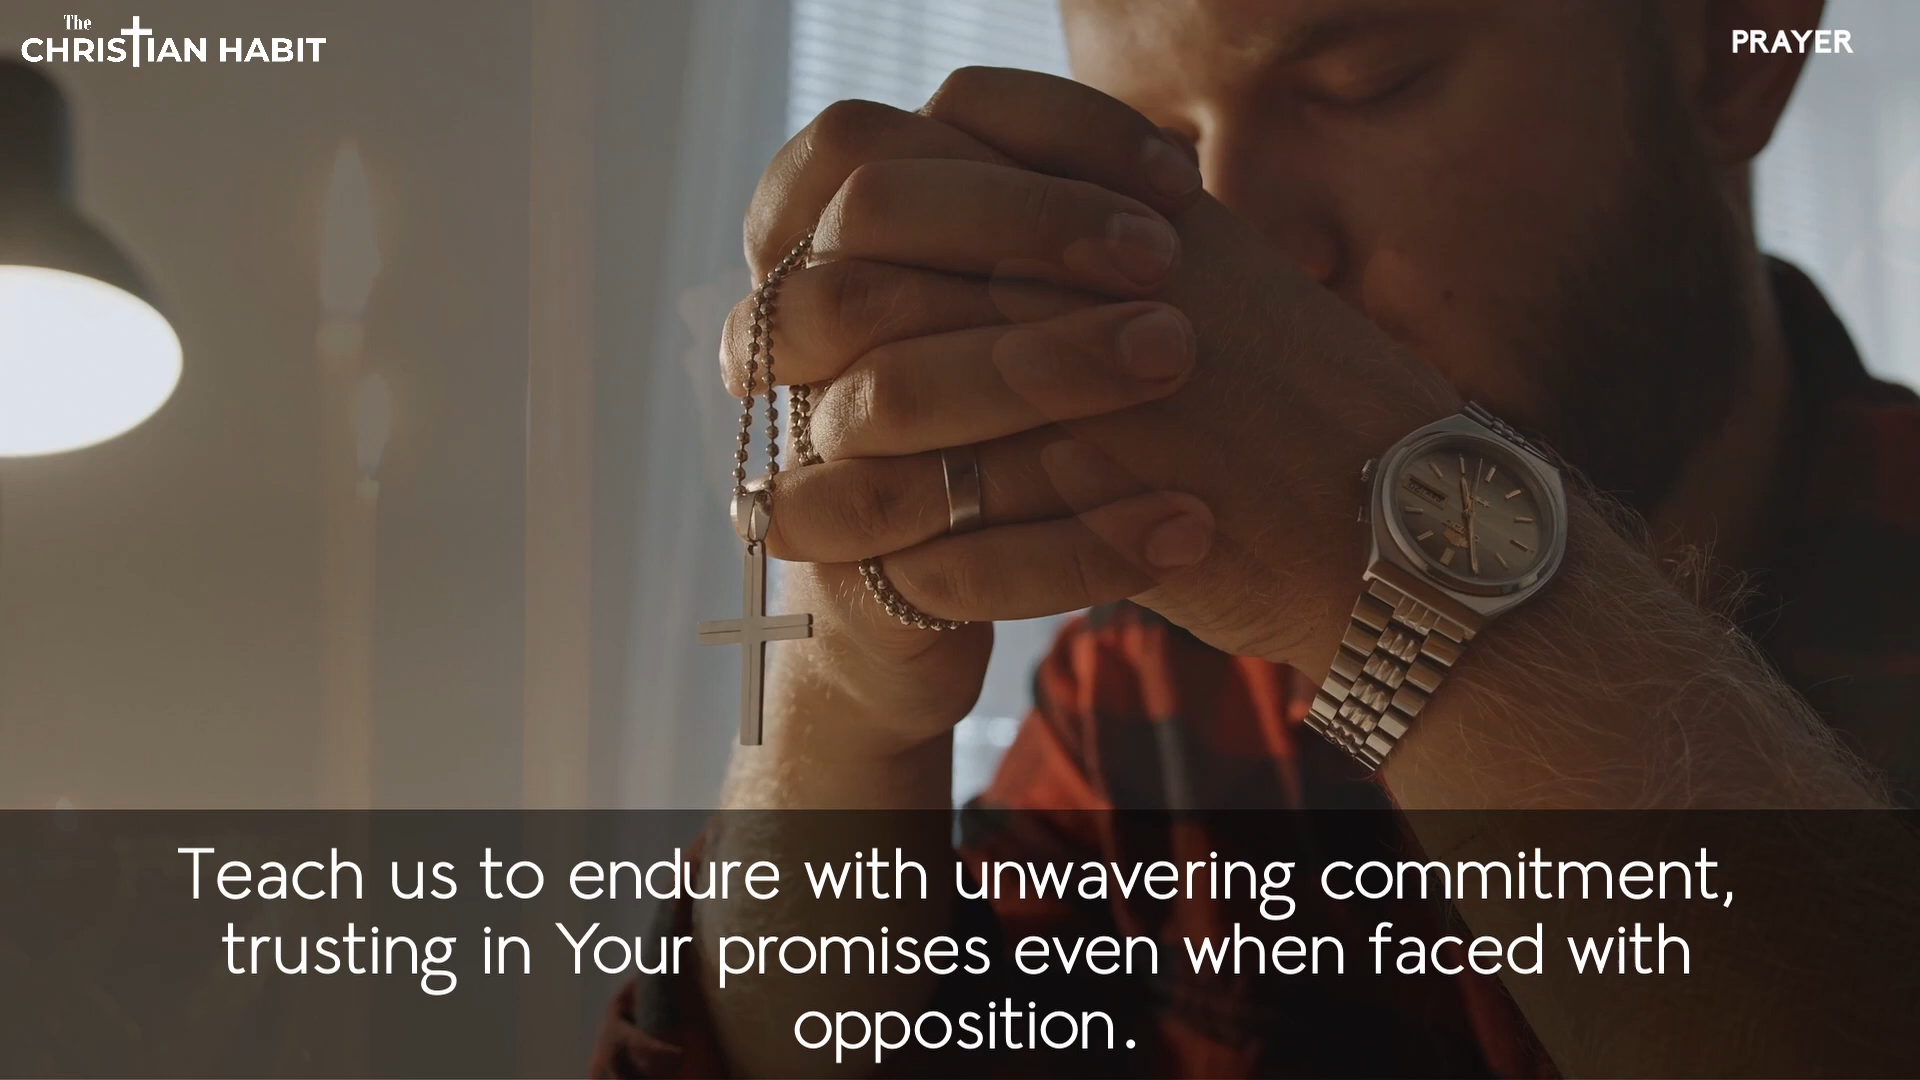 The
CHRISTIAN HABIT
PRAYER
Teach us to endure with unwavering commitment,
trusting in Your promises even when faced with
opposition.